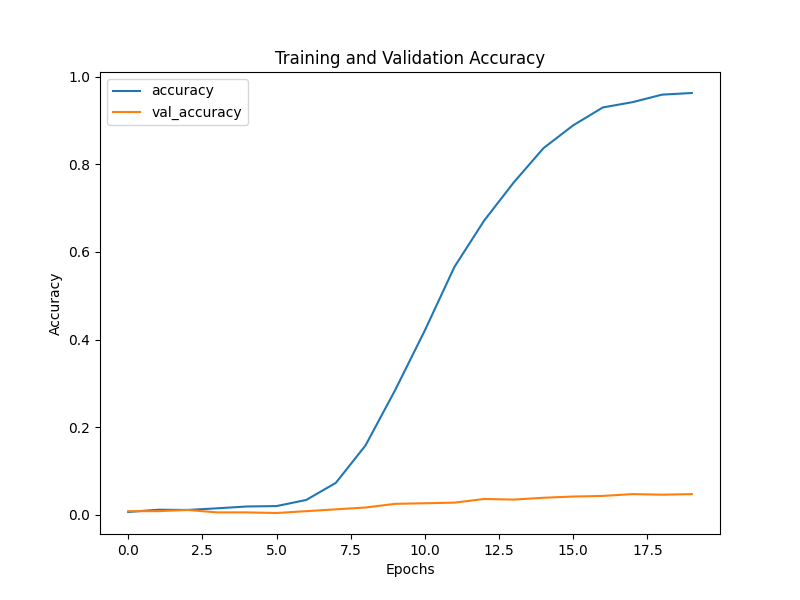 Training and Validation Accuracy
accuracy
val_accuracy
1.0
0.8
0.6
0.4
0.2
0.0
Accuracy
0.0 2.5 5.0 7.5 10.0 12.5 15.0 17.5
Epochs